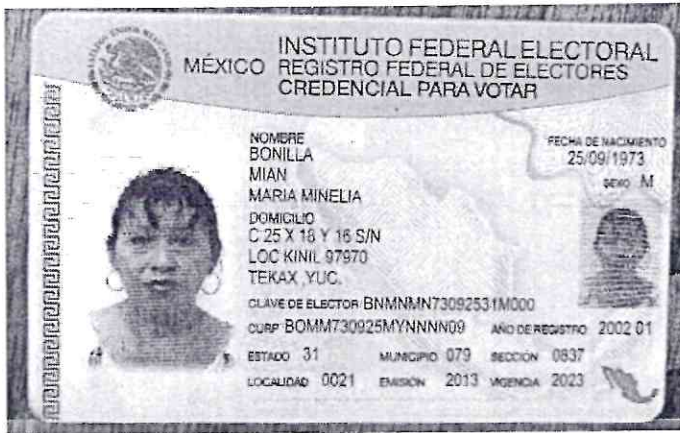 MÉXICO INSTITUTO FEDERAL ELECTORAL
REGISTRO FEDERAL DE ELECTORES
CREDENCIAL PARA VOTAR
NOMBRE
BONILLA
MIAN
MARIA MINELIA
FECHA DE NACIMIENTO
25/09/1973
SEXO M
DOMICILIO
C 25 X 18 Y 16 S/N
LOC KINIL 97970
TEKAX ,YUC.
CLAVE DE ELECTOR BNMNMN73092531M000
CURP BOMM730925MYNNNN09 AÑO DE REGISTRO 2002 01
ESTADO 31 MUNICIPIO 079 SECCIÓN 0837
LOCALIDAD 0021 EMISIÓN 2013 VIGENCIA 2023